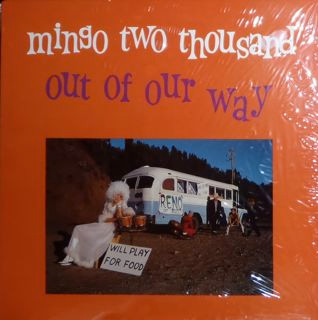 mingo two thousand
out of our way
RENO
WILL PLAY
FOR FOOD